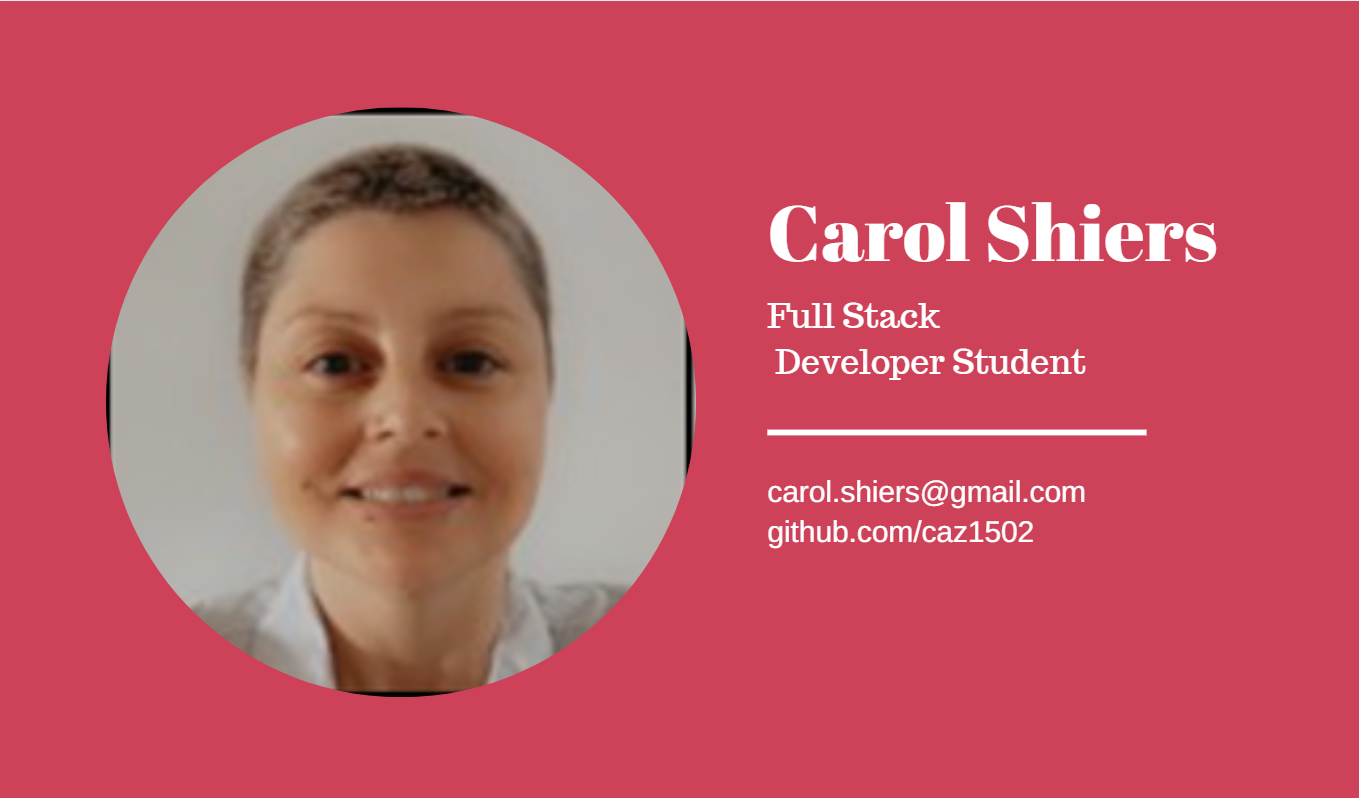 Carol Shiers
Full Stack
Developer Student
carol.shiers@gmail.com
github.com/caz1502